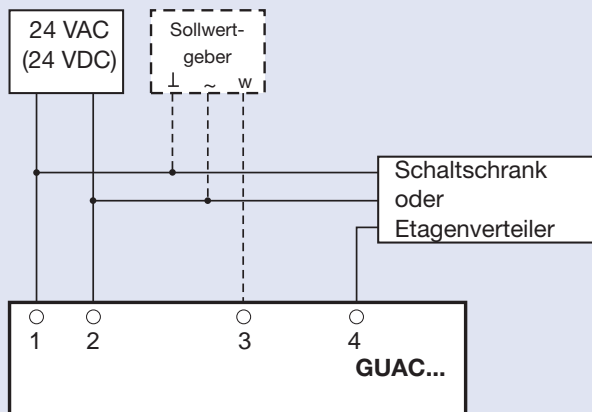 24 VAC
(24 VDC)
Sollwert-
geber
⊥ ~ w
Schaltschrank
oder
Etagenverteiler
1 2 3 4
GUAC...